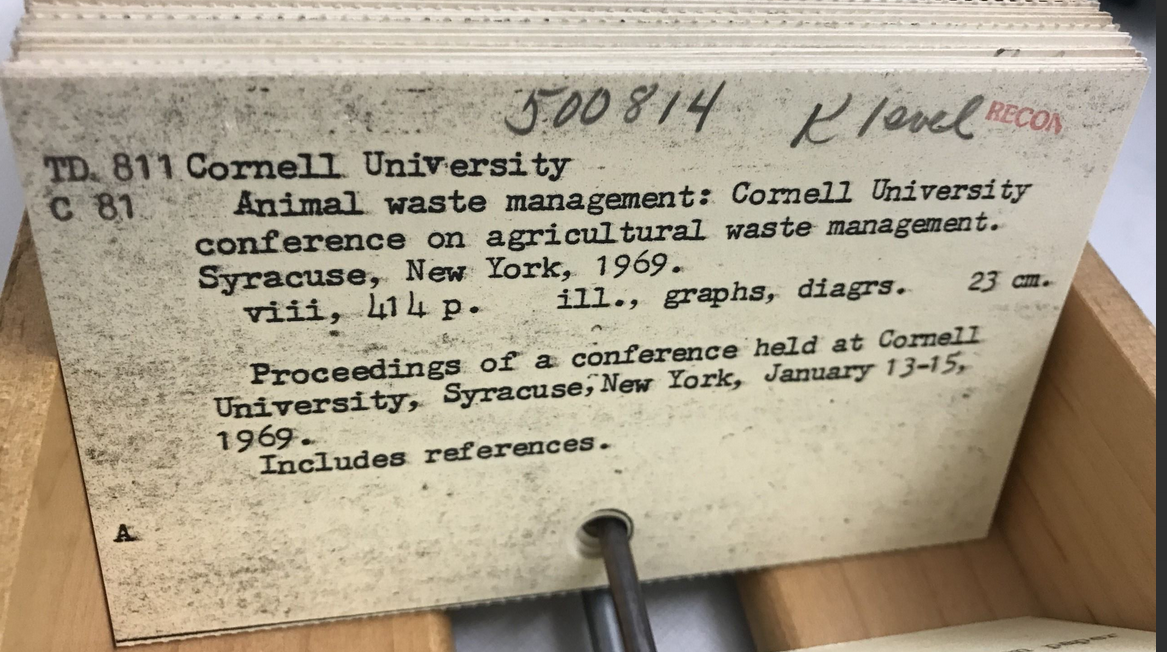 500814 K level RECON
TD. 811 Cornell University
C 81 Animal waste management: Cornell University
conference on agricultural waste management.
Syracuse, New York, 1969.
viii, 414 p. ill., graphs, diagrs. 23 cm.
Proceedings of a conference held at Cornell
University, Syracuse, New York, January 13-15,
1969.
Includes references.
A
paper